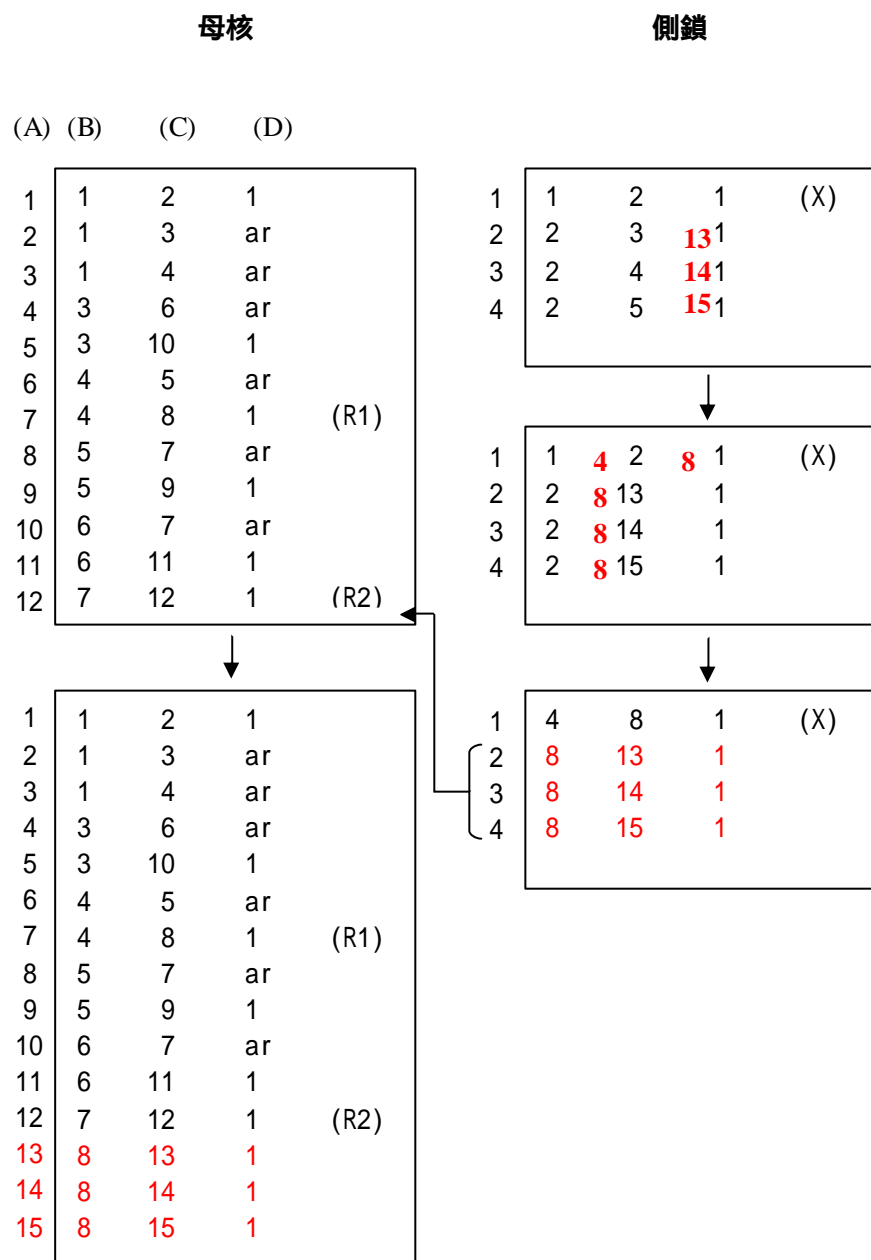 母核
側鎖
(A) (B) (C) (D)
1 1 2 1
2 1 3 ar
3 1 4 ar
4 3 6 ar
5 3 10 1
6 4 5 ar
7 4 8 1 (R1)
8 5 7 ar
9 5 9 1
10 6 7 ar
11 6 11 1
12 7 12 1 (R2)
1 1 2 1 (X)
2 2 3 13 1
3 2 4 14 1
4 2 5 15 1
1 1 4 2 8 1 (X)
2 2 8 13 1
3 2 8 14 1
4 2 8 15 1
1 1 2 1
2 1 3 ar
3 1 4 ar
4 3 6 ar
5 3 10 1
6 4 5 ar
7 4 8 1 (R1)
8 5 7 ar
9 5 9 1
10 6 7 ar
11 6 11 1
12 7 12 1 (R2)
13 8 13 1
14 8 14 1
15 8 15 1
1 4 8 1 (X)
2 8 13 1
3 8 14 1
4 8 15 1